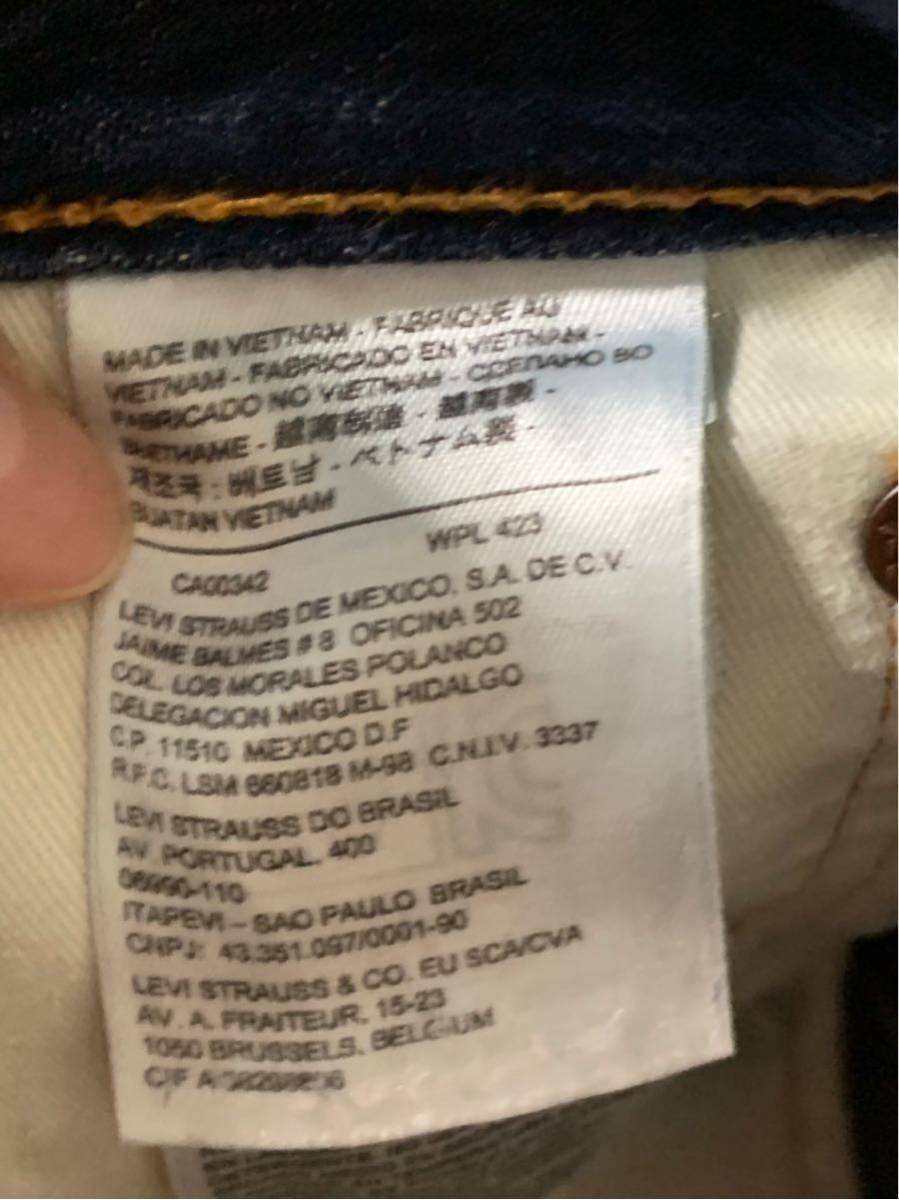 MADE IN VIETNAM - FABRIQUE AU
VIETNAM - FABRICADO EN VIETNAM -
FABRICADO NO VIETNAM - СДЕЛАНО ВО
ВЬЕТНАМЕ - 越南制造 - 越南製 -
제조국 : 베트남 - ベトナム製 -
BUATAN VIETNAM
WPL 423
CA00342
LEVI STRAUSS DE MEXICO, S.A. DE C.V.
JAIME BALMES # 8 OFICINA 502
COL. LOS MORALES POLANCO
DELEGACION MIGUEL HIDALGO
C.P. 11510 MEXICO D.F
R.F.C. LSM 660818 M-98 C.N.I.V. 3337
LEVI STRAUSS DO BRASIL
AV. PORTUGAL, 400
06690-110
ITAPEVI – SAO PAULO BRASIL
CNPJ: 43.351.097/0001-90
LEVI STRAUSS & CO. EU SCA/CVA
AV. A. FRAITEUR, 15-23
1050 BRUSSELS, BELGIUM
CIF